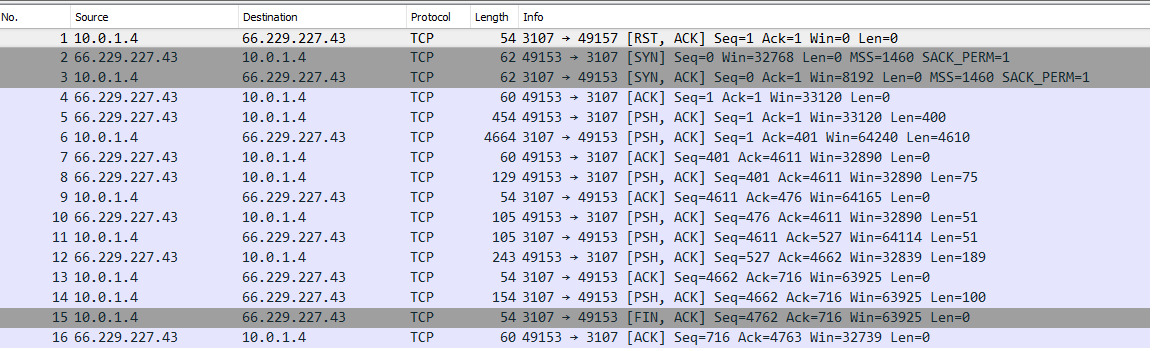 No. Source Destination Protocol Length Info
1 10.0.1.4 66.229.227.43 TCP 54 3107 → 49157 [RST, ACK] Seq=1 Ack=1 Win=0 Len=0
2 66.229.227.43 10.0.1.4 TCP 62 49153 → 3107 [SYN] Seq=0 Win=32768 Len=0 MSS=1460 SACK_PERM=1
3 10.0.1.4 66.229.227.43 TCP 62 3107 → 49153 [SYN, ACK] Seq=0 Ack=1 Win=8192 Len=0 MSS=1460 SACK_PERM=1
4 66.229.227.43 10.0.1.4 TCP 60 49153 → 3107 [ACK] Seq=1 Ack=1 Win=33120 Len=0
5 66.229.227.43 10.0.1.4 TCP 454 49153 → 3107 [PSH, ACK] Seq=1 Ack=1 Win=33120 Len=400
6 10.0.1.4 66.229.227.43 TCP 4664 3107 → 49153 [PSH, ACK] Seq=1 Ack=401 Win=64240 Len=4610
7 66.229.227.43 10.0.1.4 TCP 60 49153 → 3107 [ACK] Seq=401 Ack=4611 Win=32890 Len=0
8 66.229.227.43 10.0.1.4 TCP 129 49153 → 3107 [PSH, ACK] Seq=401 Ack=4611 Win=32890 Len=75
9 10.0.1.4 66.229.227.43 TCP 54 3107 → 49153 [ACK] Seq=4611 Ack=476 Win=64165 Len=0
10 66.229.227.43 10.0.1.4 TCP 105 49153 → 3107 [PSH, ACK] Seq=476 Ack=4611 Win=32890 Len=51
11 10.0.1.4 66.229.227.43 TCP 105 3107 → 49153 [PSH, ACK] Seq=4611 Ack=527 Win=64114 Len=51
12 66.229.227.43 10.0.1.4 TCP 243 49153 → 3107 [PSH, ACK] Seq=527 Ack=4662 Win=32839 Len=189
13 10.0.1.4 66.229.227.43 TCP 54 3107 → 49153 [ACK] Seq=4662 Ack=716 Win=63925 Len=0
14 10.0.1.4 66.229.227.43 TCP 154 3107 → 49153 [PSH, ACK] Seq=4662 Ack=716 Win=63925 Len=100
15 10.0.1.4 66.229.227.43 TCP 54 3107 → 49153 [FIN, ACK] Seq=4762 Ack=716 Win=63925 Len=0
16 66.229.227.43 10.0.1.4 TCP 60 49153 → 3107 [ACK] Seq=716 Ack=4763 Win=32739 Len=0